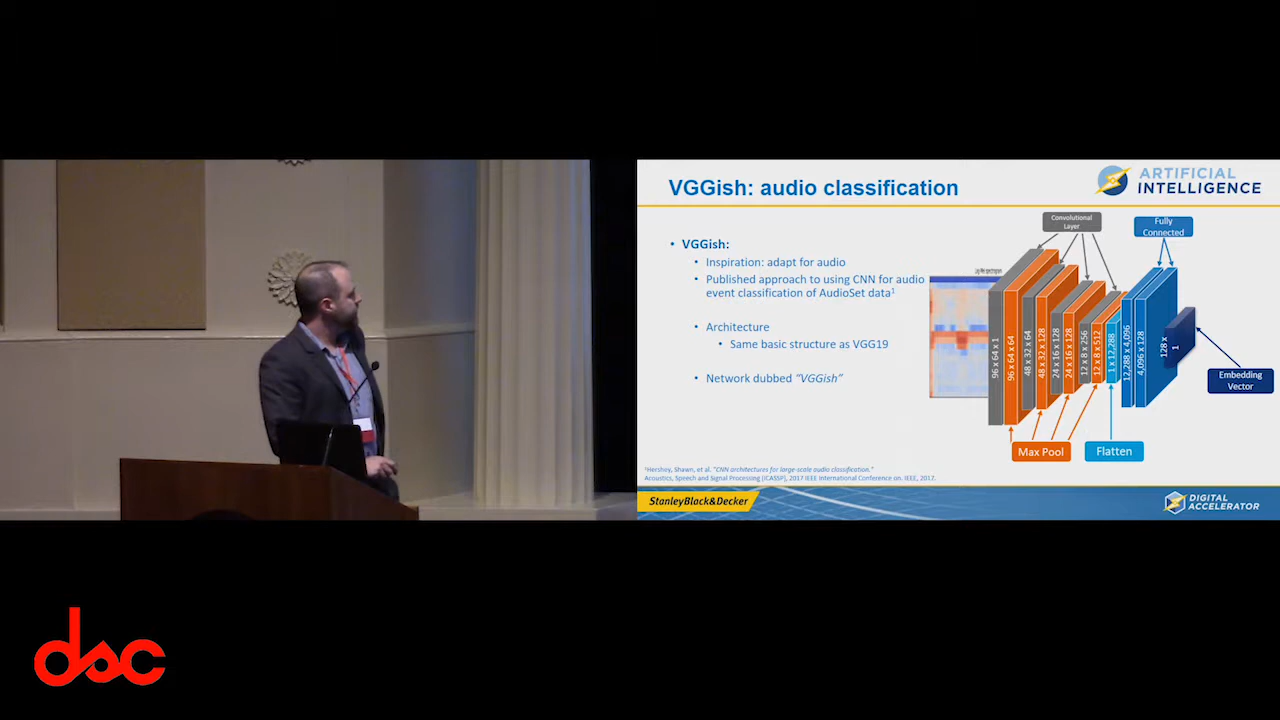 VGGish: audio classification
ARTIFICIAL
INTELLIGENCE
• VGGish:
• Inspiration: adapt for audio
• Published approach to using CNN for audio
event classification of AudioSet data¹
• Architecture
• Same basic structure as VGG19
• Network dubbed “VGGish”
Convolutional
Layer
Fully
Connected
Log Mel spectrogram
96 x 64 x 1
96 x 64 x 64
48 x 32 x 64
48 x 32 x 128
24 x 16 x 128
24 x 16 x 128
12 x 8 x 256
12 x 8 x 512
1 x 12,288
12,288 x 4,096
4,096 x 128
128 x
1
Embedding
Vector
Max Pool
Flatten
¹Hershey, Shawn, et al. "CNN architectures for large-scale audio classification."
Acoustics, Speech and Signal Processing (ICASSP), 2017 IEEE International Conference on. IEEE, 2017.
StanleyBlack&Decker
DIGITAL
ACCELERATOR
dsc